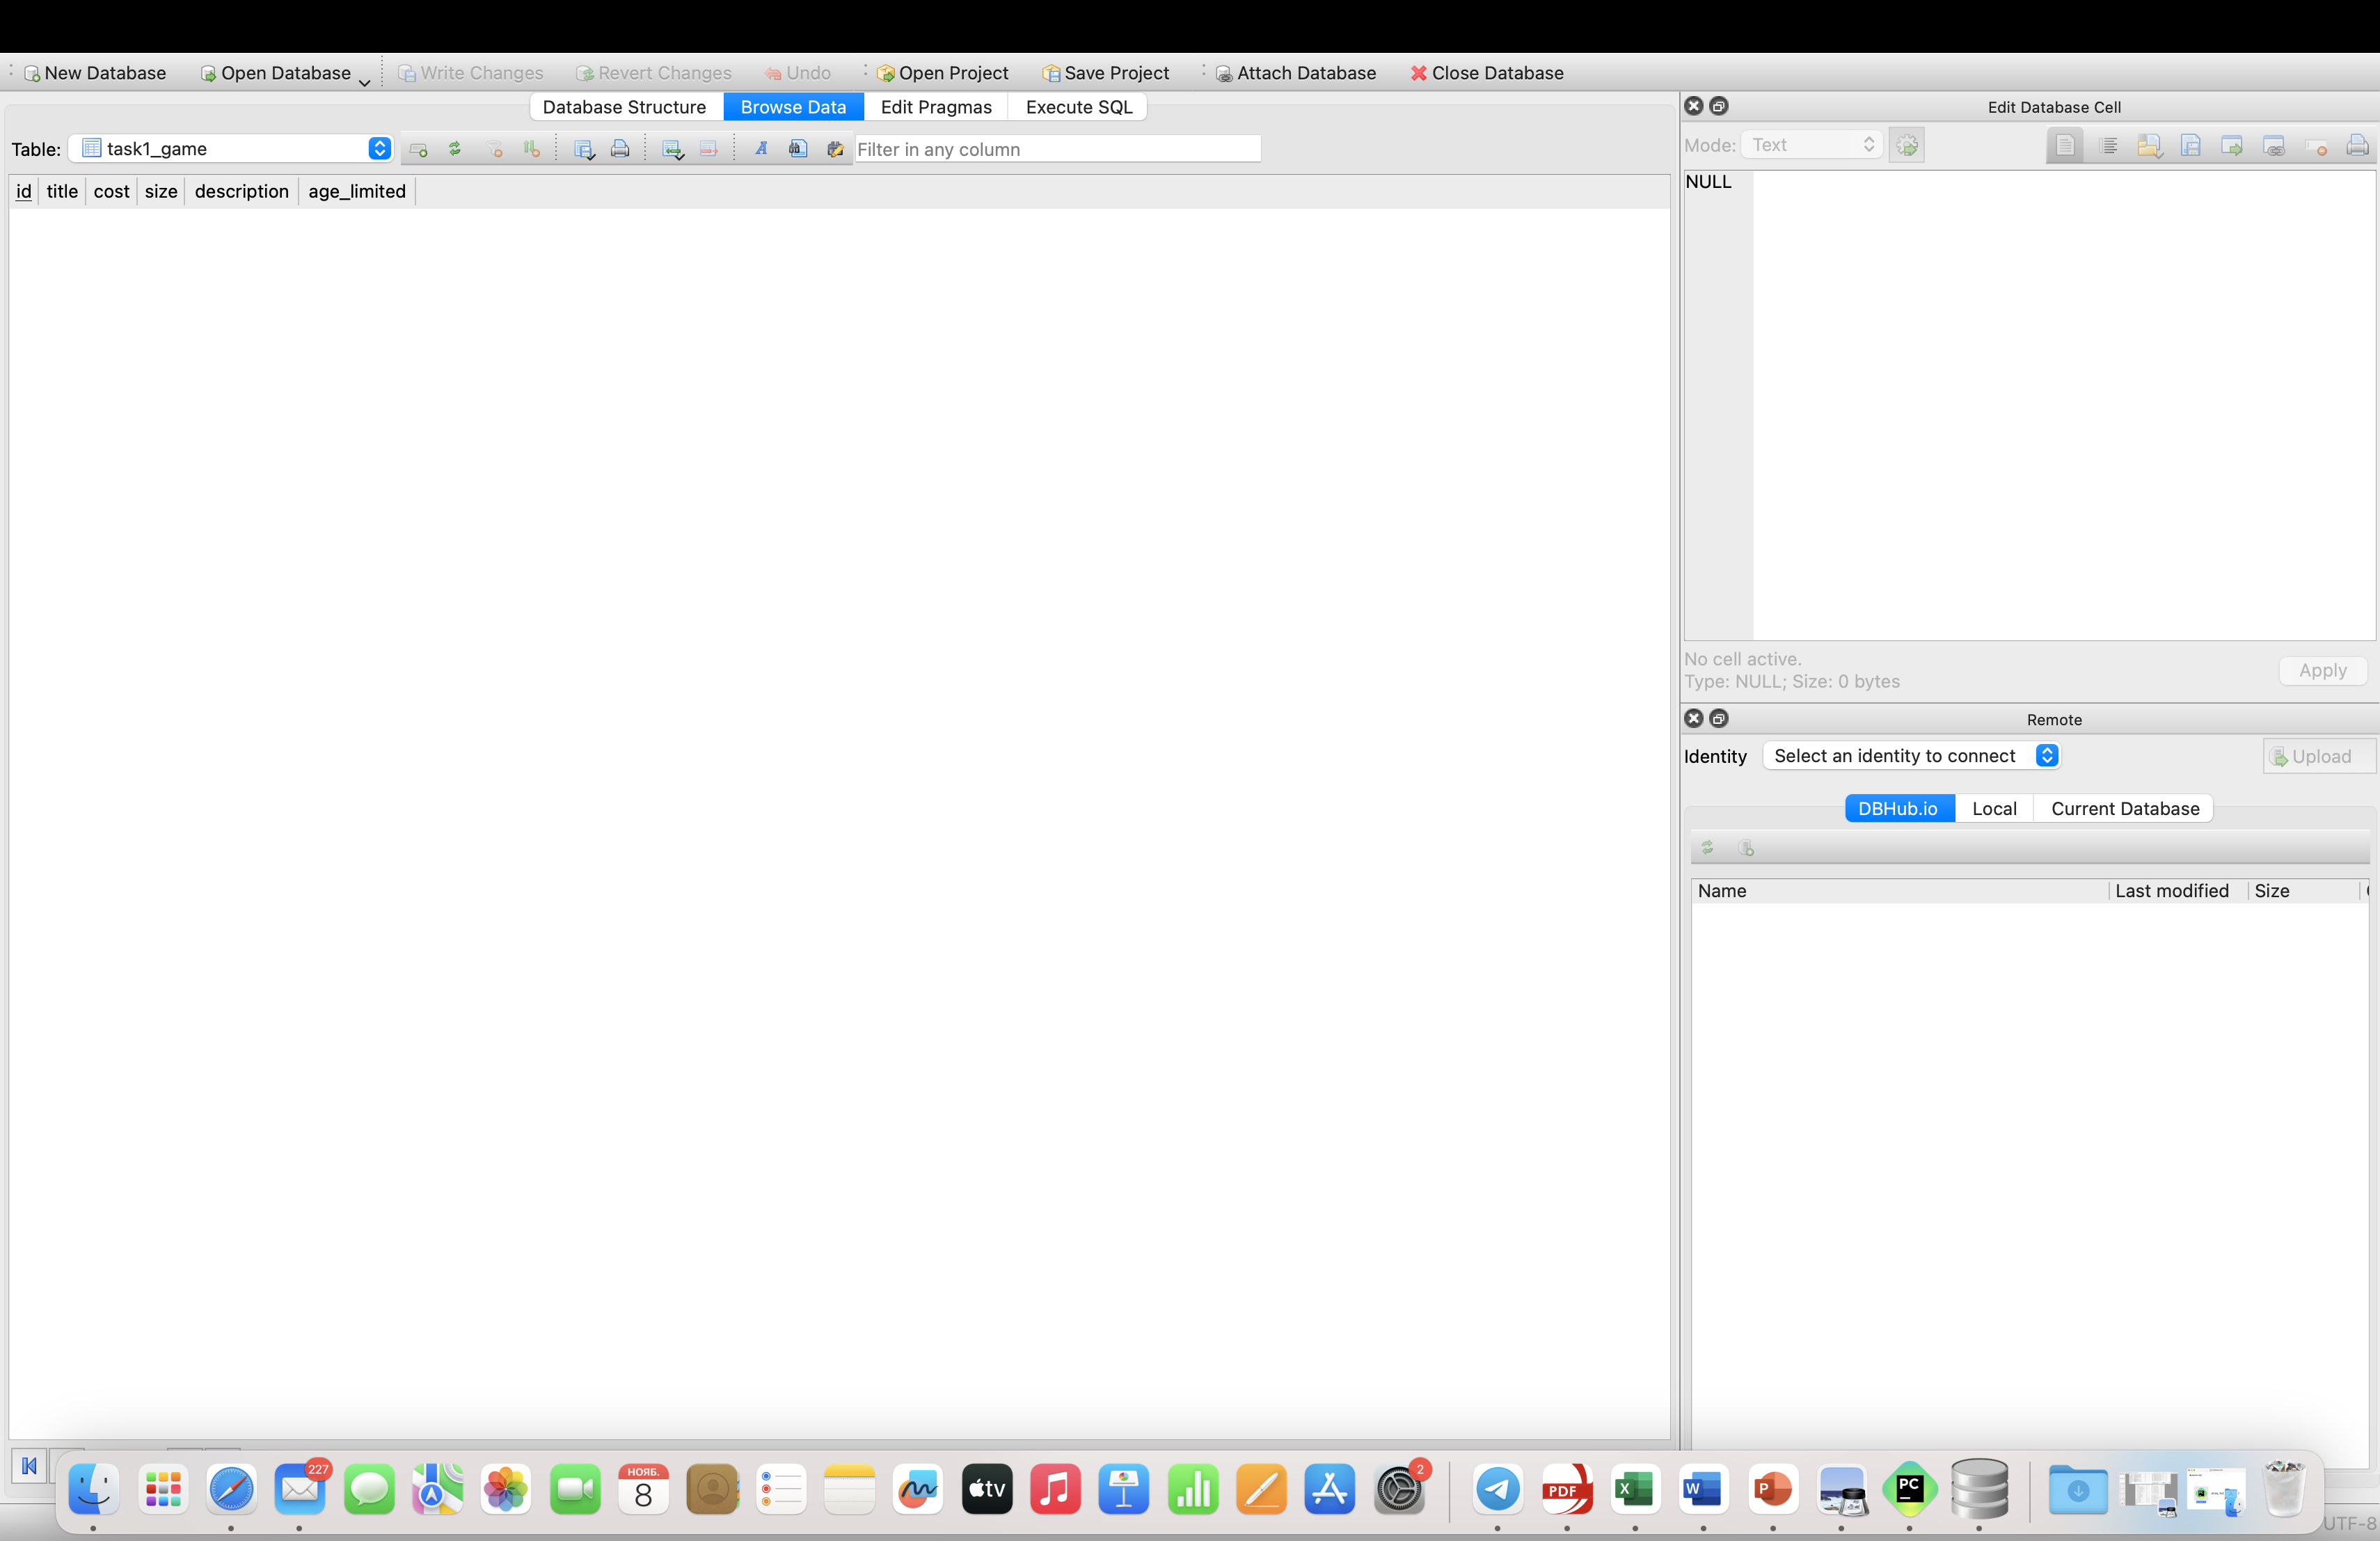 New Database Open Database Write Changes Revert Changes Undo Open Project Save Project Attach Database Close Database
Database Structure Browse Data Edit Pragmas Execute SQL
Table: task1_game Filter in any column
id title cost size description age_limited
Edit Database Cell
Mode: Text
NULL
No cell active.
Type: NULL; Size: 0 bytes
Apply
Remote
Identity Select an identity to connect Upload
DBHub.io Local Current Database
Name Last modified Size
227
НОЯБ.
8
tv
2
PDF
X
W
P
PC
UTF-8